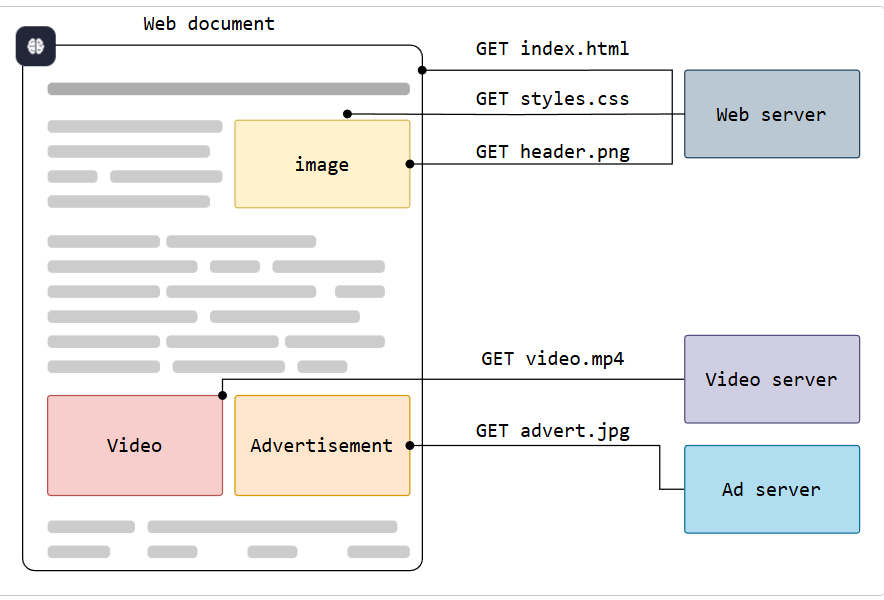 Web document
GET index.html
GET styles.css
Web server
GET header.png
image
GET video.mp4
Video server
GET advert.jpg
Video
Advertisement
Ad server